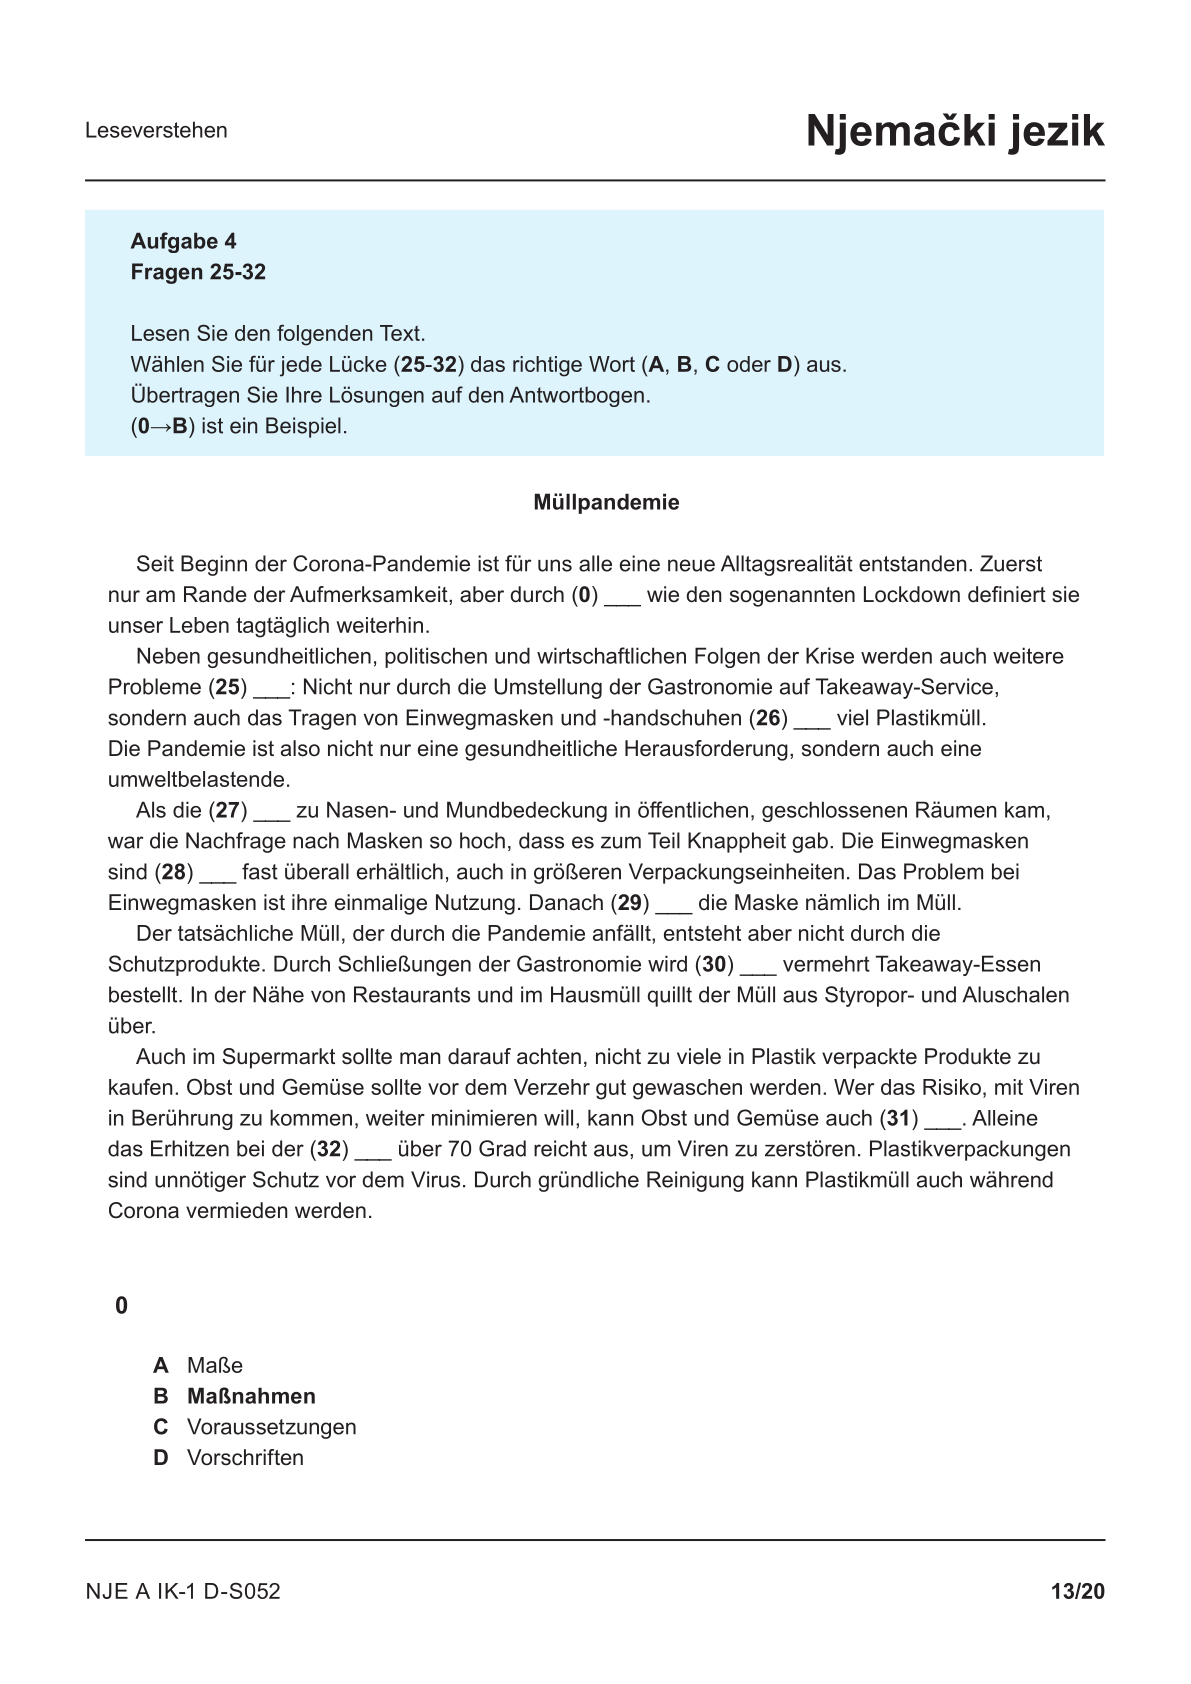 Leseverstehen
Njemački jezik
Aufgabe 4
Fragen 25-32
Lesen Sie den folgenden Text.
Wählen Sie für jede Lücke (25-32) das richtige Wort (A, B, C oder D) aus.
Übertragen Sie Ihre Lösungen auf den Antwortbogen.
(0→B) ist ein Beispiel.
Müllpandemie
Seit Beginn der Corona-Pandemie ist für uns alle eine neue Alltagsrealität entstanden. Zuerst
nur am Rande der Aufmerksamkeit, aber durch (0) ___ wie den sogenannten Lockdown definiert sie
unser Leben tagtäglich weiterhin.
Neben gesundheitlichen, politischen und wirtschaftlichen Folgen der Krise werden auch weitere
Probleme (25) ___: Nicht nur durch die Umstellung der Gastronomie auf Takeaway-Service,
sondern auch das Tragen von Einwegmasken und -handschuhen (26) ___ viel Plastikmüll.
Die Pandemie ist also nicht nur eine gesundheitliche Herausforderung, sondern auch eine
umweltbelastende.
Als die (27) ___ zu Nasen- und Mundbedeckung in öffentlichen, geschlossenen Räumen kam,
war die Nachfrage nach Masken so hoch, dass es zum Teil Knappheit gab. Die Einwegmasken
sind (28) ___ fast überall erhältlich, auch in größeren Verpackungseinheiten. Das Problem bei
Einwegmasken ist ihre einmalige Nutzung. Danach (29) ___ die Maske nämlich im Müll.
Der tatsächliche Müll, der durch die Pandemie anfällt, entsteht aber nicht durch die
Schutzprodukte. Durch Schließungen der Gastronomie wird (30) ___ vermehrt Takeaway-Essen
bestellt. In der Nähe von Restaurants und im Hausmüll quillt der Müll aus Styropor- und Aluschalen
über.
Auch im Supermarkt sollte man darauf achten, nicht zu viele in Plastik verpackte Produkte zu
kaufen. Obst und Gemüse sollte vor dem Verzehr gut gewaschen werden. Wer das Risiko, mit Viren
in Berührung zu kommen, weiter minimieren will, kann Obst und Gemüse auch (31) ___. Alleine
das Erhitzen bei der (32) ___ über 70 Grad reicht aus, um Viren zu zerstören. Plastikverpackungen
sind unnötiger Schutz vor dem Virus. Durch gründliche Reinigung kann Plastikmüll auch während
Corona vermieden werden.
0
A Maße
B Maßnahmen
C Voraussetzungen
D Vorschriften
NJE A IK-1 D-S052
13/20